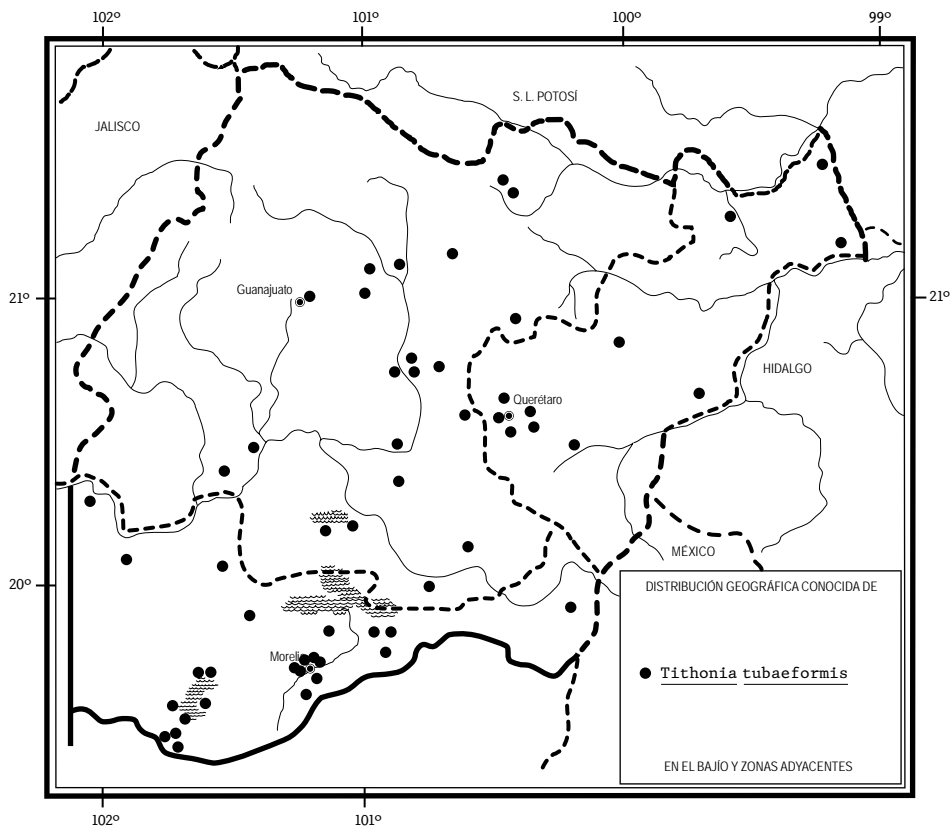 102º 101º 100º 99º
S. L. POTOSÍ
JALISCO
Guanajuato
21º 21º
HIDALGO
Querétaro
MÉXICO
20º
DISTRIBUCIÓN GEOGRÁFICA CONOCIDA DE
Moreli
Tithonia tubaeformis
EN EL BAJÍO Y ZONAS ADYACENTES
102º 101º